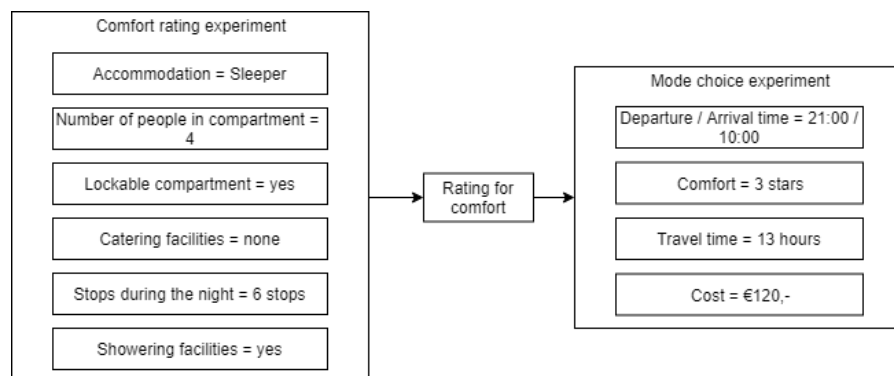 Comfort rating experiment
Accommodation = Sleeper
Number of people in compartment =
4
Lockable compartment = yes
Catering facilities = none
Stops during the night = 6 stops
Showering facilities = yes
Rating for
comfort
Mode choice experiment
Departure / Arrival time = 21:00 /
10:00
Comfort = 3 stars
Travel time = 13 hours
Cost = €120,-